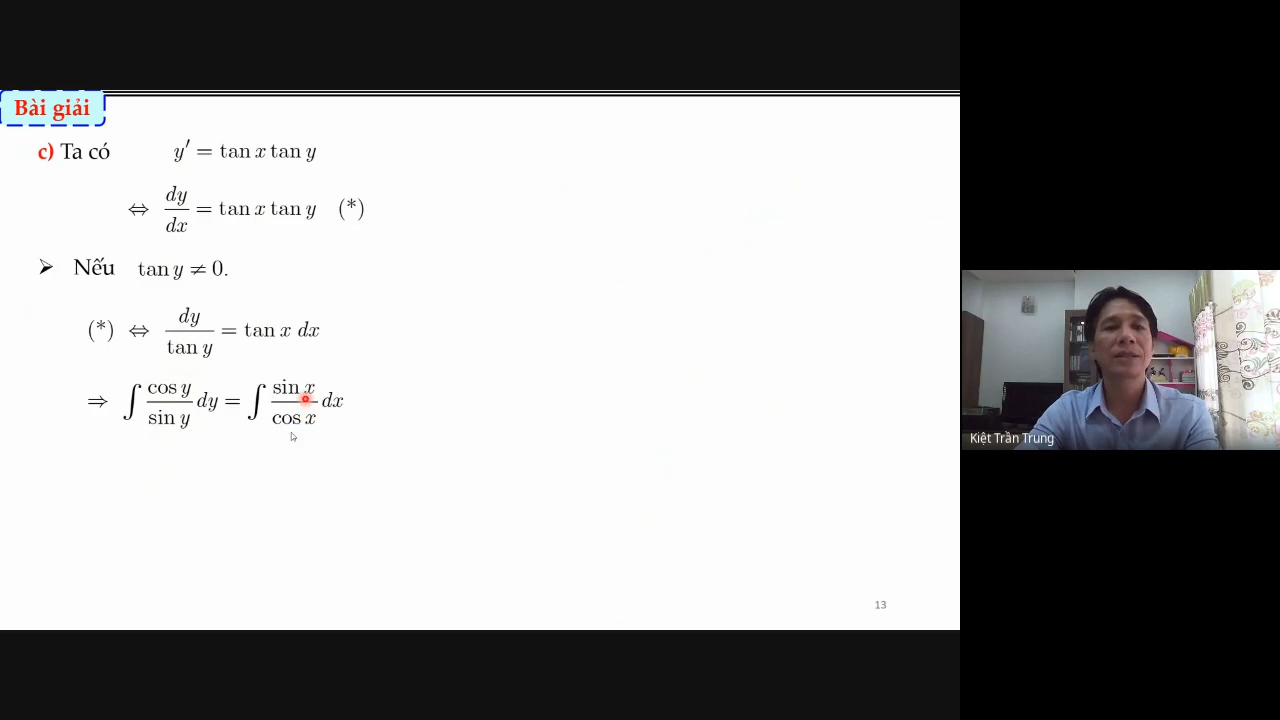 Bài giải
c) Ta có y′ = tan x tan y
⇔ dy/dx = tan x tan y (*)
➢ Nếu tan y ≠ 0.
(*) ⇔ dy/tan y = tan x dx
⇒ ∫ cos y/sin y dy = ∫ sin x/cos x dx
Kiệt Trần Trung
13